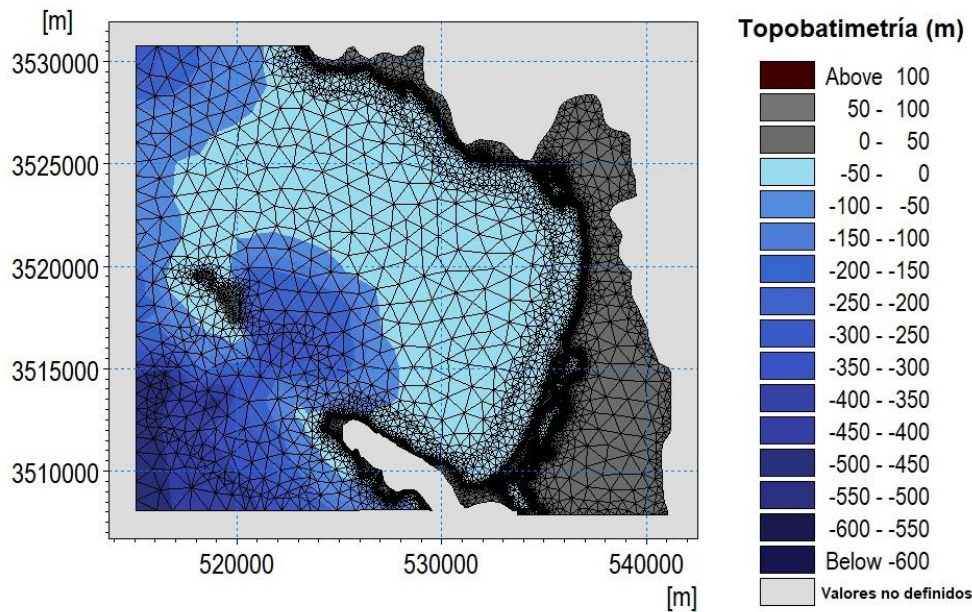 [m]
3530000
3525000
3520000
3515000
3510000
520000
530000
540000
[m]
Topobatimetría (m)
Above 100
50 - 100
0 - 50
-50 - 0
-100 - -50
-150 - -100
-200 - -150
-250 - -200
-300 - -250
-350 - -300
-400 - -350
-450 - -400
-500 - -450
-550 - -500
-600 - -550
Below -600
Valores no definidos